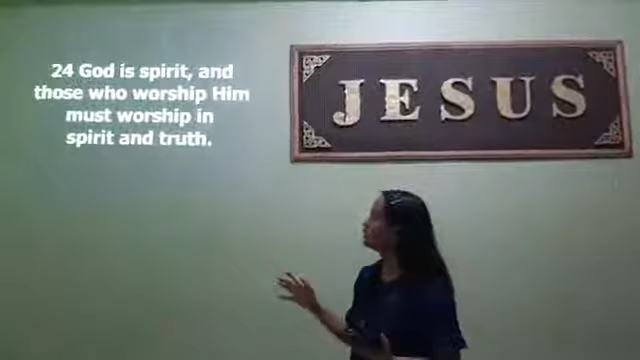 24 God is spirit, and
those who worship Him
must worship in
spirit and truth.
JESUS